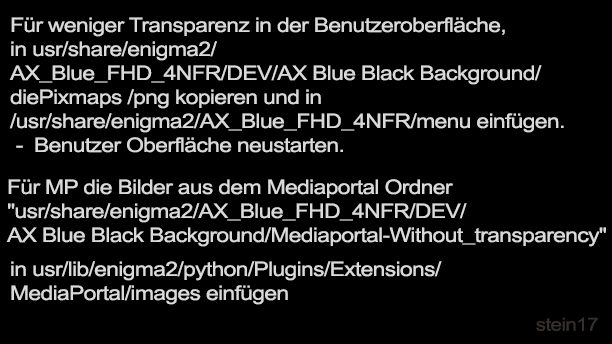 Für weniger Transparenz in der Benutzeroberfläche,
in usr/share/enigma2/
AX_Blue_FHD_4NFR/DEV/AX Blue Black Background/
diePixmaps /png kopieren und in
/usr/share/enigma2/AX_Blue_FHD_4NFR/menu einfügen.
- Benutzer Oberfläche neustarten.
Für MP die Bilder aus dem Mediaportal Ordner
"usr/share/enigma2/AX_Blue_FHD_4NFR/DEV/
AX Blue Black Background/Mediaportal-Without_transparency"
in usr/lib/enigma2/python/Plugins/Extensions/
MediaPortal/images einfügen
stein17